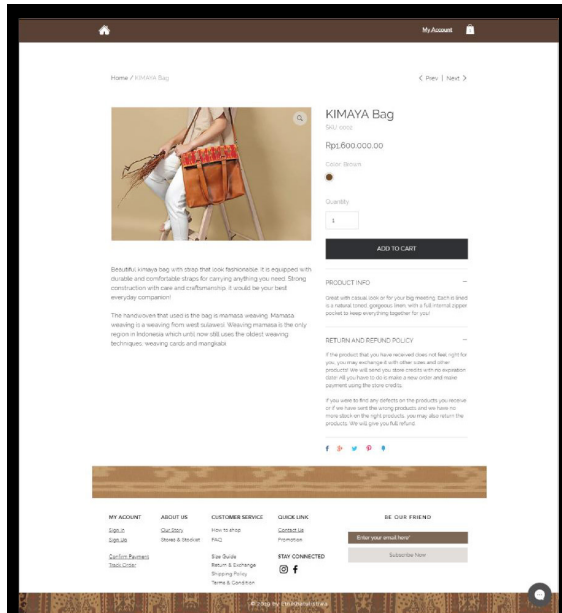 My Account
Home / KIMAYA Bag
Prev | Next
KIMAYA Bag
Rp1,600,000.00
Color: Brown
Quantity
1
ADD TO CART
Beautiful kimaya bag with strap that look fashionable. It is equipped with
durable and comfortable straps for carrying anything you need. Strong
construction with care and craftsmanship, it would be your best
everyday companion!
The handwoven that used is the bag is mamasa weaving. Mamasa
weaving is a weaving from west sulawesi. Weaving mamasa is the only
region in Indonesia which until now still uses the oldest weaving
techniques: weaving cards and mangkala.
PRODUCT INFO
Great with casual look or for your big meeting. Each is lined
is a natural toned, gorgeous linen, with a full internal zipper
pocket to keep everything together for you!
RETURN AND REFUND POLICY
If the product that you have received does not feel right for
you, you may exchange it with other sizes and other
products! We will send you store credits with no expiration
date! All you have to do is make a new order and make
payment using the store credits.
If you were to find any defects on the products you receive
or if we have sent the wrong products and we have no
more stock on the right products, you may also return the
products. We will give you full refund.
MY ACOUNT
Sign In
Sign Up
Confirm Payment
Track Order
ABOUT US
Our Story
Stores & Stockist
CUSTOMER SERVICE
How to shop
FAQ
Size Guide
Return & Exchange
Shipping Policy
Terms & Condition
QUICK LINK
Contact Us
Promotion
STAY CONNECTED
BE OUR FRIEND
Enter your email here*
Subscribe Now
© 2019 by